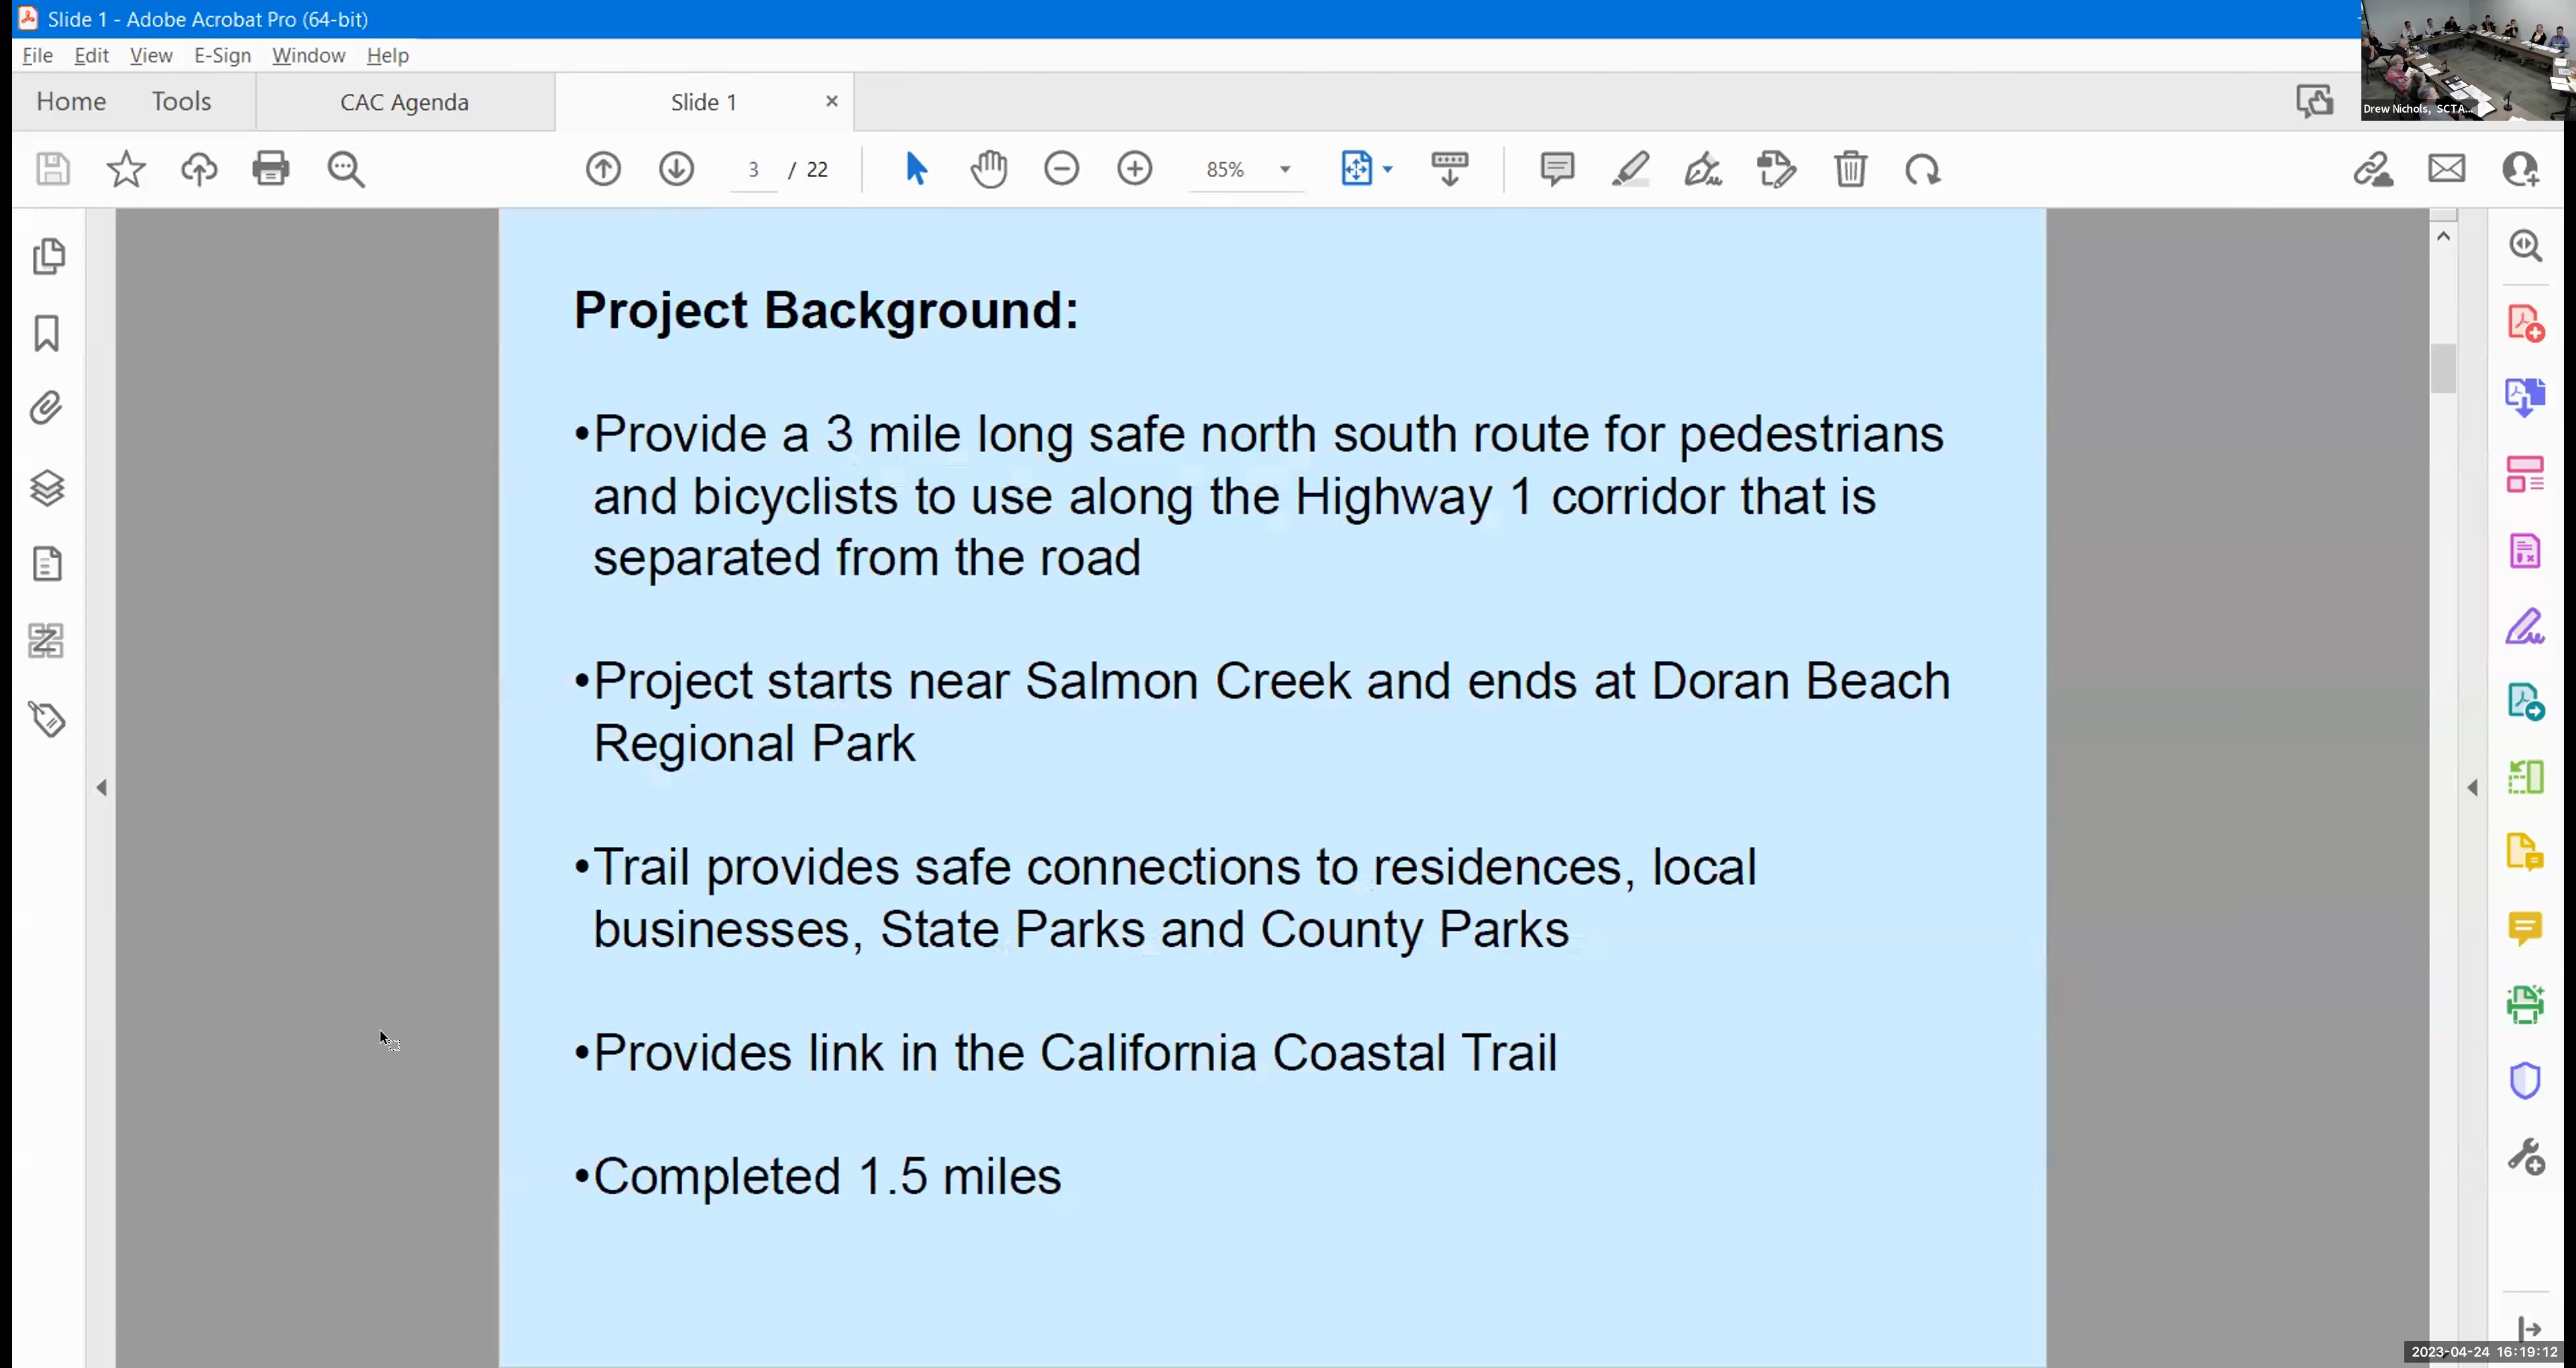 Slide 1 - Adobe Acrobat Pro (64-bit)
File Edit View E-Sign Window Help
Home Tools CAC Agenda Slide 1 ×
3 / 22 85%
Drew Nichols, SCTA...
Project Background:
•Provide a 3 mile long safe north south route for pedestrians
and bicyclists to use along the Highway 1 corridor that is
separated from the road
•Project starts near Salmon Creek and ends at Doran Beach
Regional Park
•Trail provides safe connections to residences, local
businesses, State Parks and County Parks
•Provides link in the California Coastal Trail
•Completed 1.5 miles
2023-04-24 16:19:12